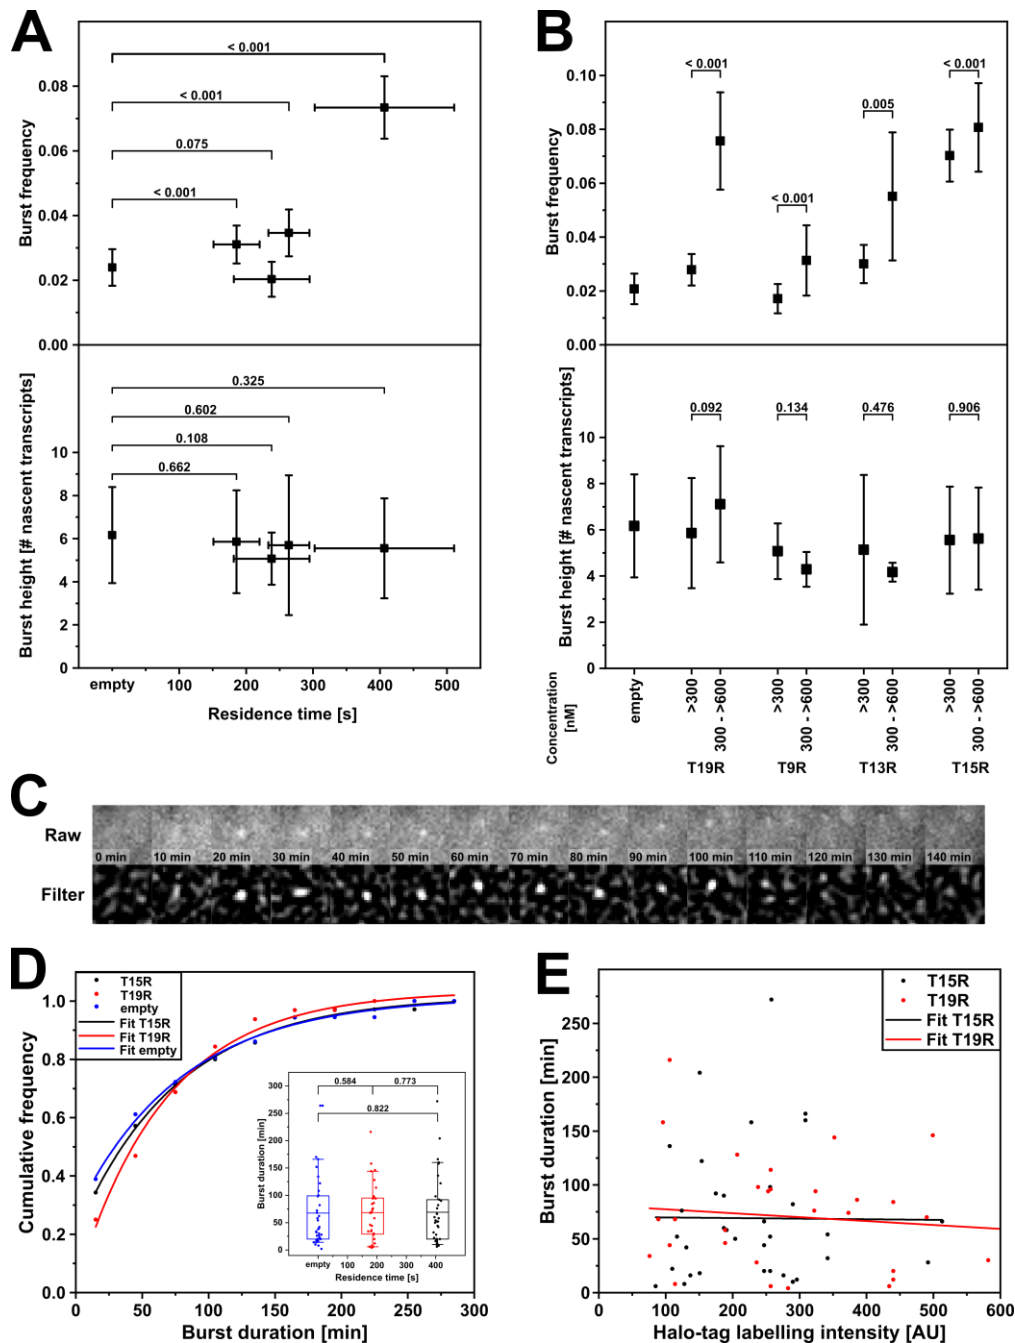 A
0.08
0.06
0.04
0.02
0.00
Burst frequency
< 0.001
< 0.001
0.075
< 0.001
10
8
6
4
2
0
Burst height [# nascent transcripts]
0.325
0.602
0.108
0.662
empty 100 200 300 400 500
Residence time [s]
B
0.10
0.08
0.06
0.04
0.02
0.00
Burst frequency
< 0.001
< 0.001
0.005
< 0.001
10
8
6
4
2
0
Burst height [# nascent transcripts]
0.092 0.134 0.476 0.906
Concentration
[nM]
empty
>300
300 - >600
>300
300 - >600
>300
300 - >600
>300
300 - >600
T19R T9R T13R T15R
C
Raw
0 min 10 min 20 min 30 min 40 min 50 min 60 min 70 min 80 min 90 min 100 min 110 min 120 min 130 min 140 min
Filter
D
T15R
T19R
empty
Fit T15R
Fit T19R
Fit empty
1.0
0.8
0.6
0.4
0.2
0.0
Cumulative frequency
0 50 100 150 200 250 300
Burst duration [min]
0.584 0.773
0.822
300
250
200
150
100
50
0
Burst duration [min]
empty 100 200 300 400
Residence time [s]
E
T15R
T19R
Fit T15R
Fit T19R
250
200
150
100
50
0
Burst duration [min]
0 100 200 300 400 500 600
Halo-tag labelling intensity [AU]